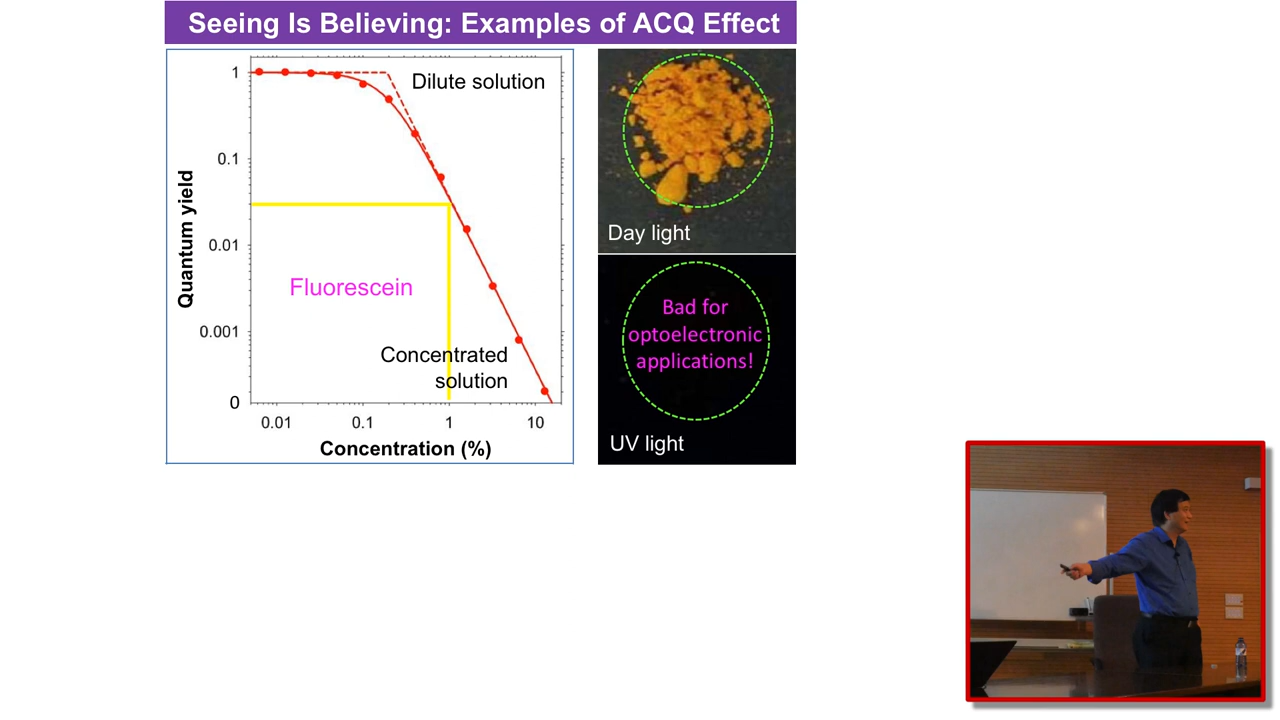 Seeing Is Believing: Examples of ACQ Effect
Dilute solution
1
0.1
0.01
0.001
0
Quantum yield
Fluorescein
Concentrated
solution
0.01
0.1
1
10
Concentration (%)
Day light
Bad for
optoelectronic
applications!
UV light